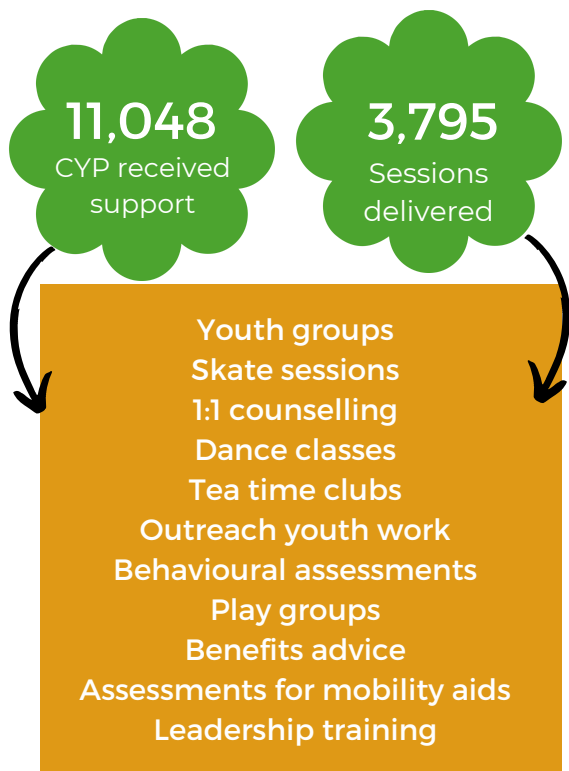 11,048
CYP received
support
3,795
Sessions
delivered
Youth groups
Skate sessions
1:1 counselling
Dance classes
Tea time clubs
Outreach youth work
Behavioural assessments
Play groups
Benefits advice
Assessments for mobility aids
Leadership training